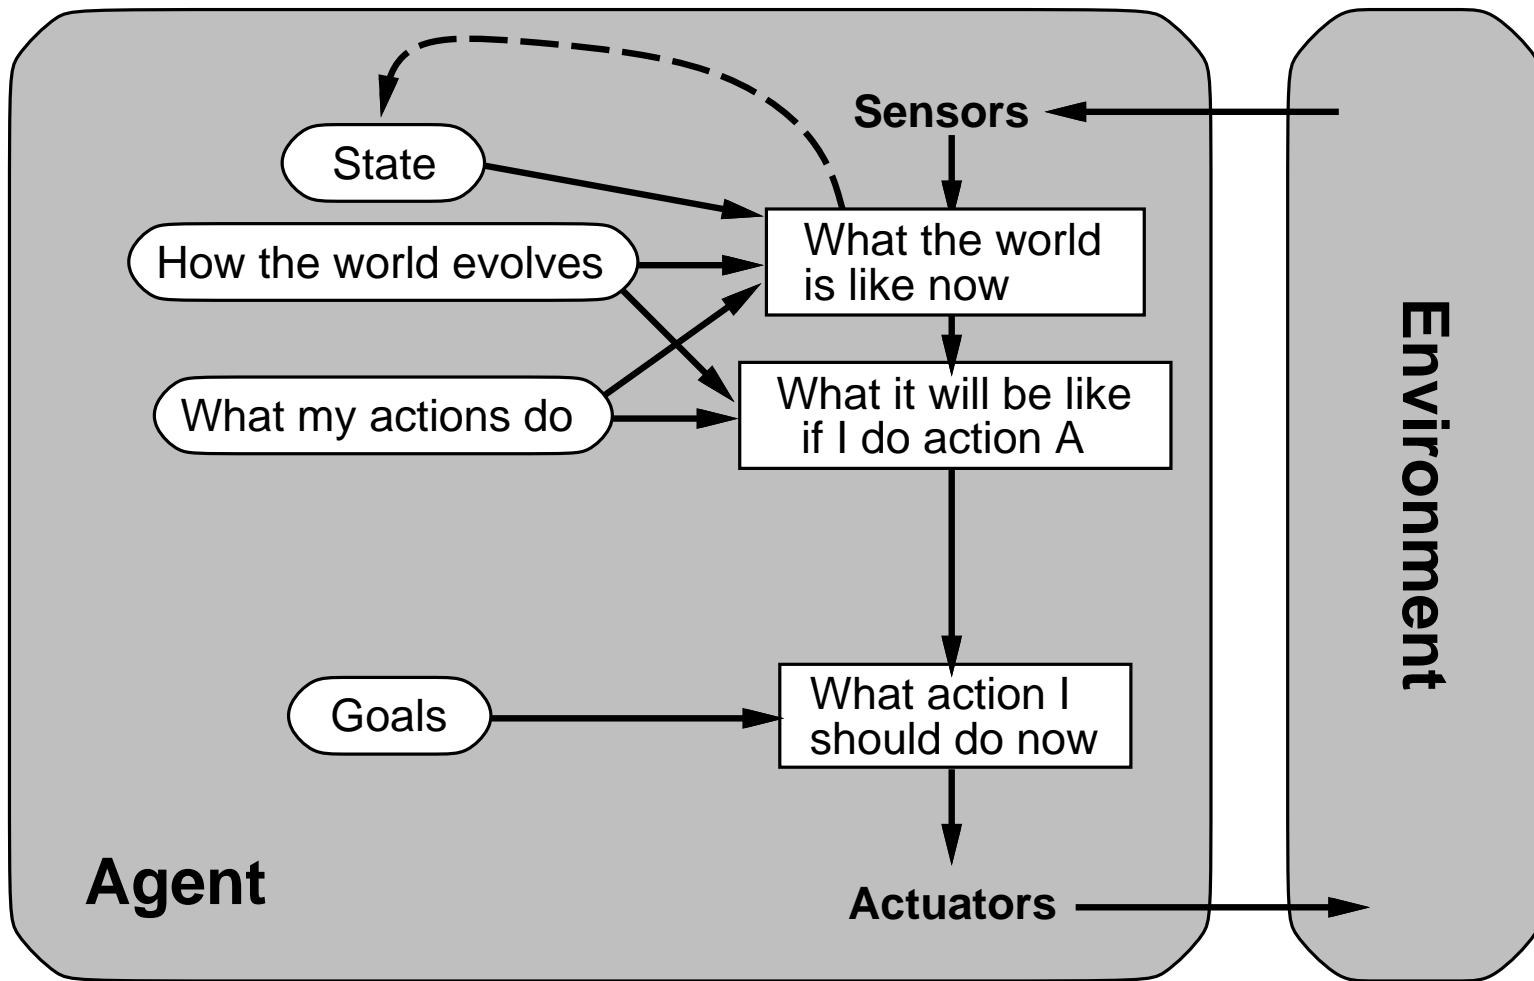 Sensors
State
What the world
is like now
How the world evolves
What it will be like
if I do action A
What my actions do
Environment
What action I
should do now
Goals
Agent
Actuators